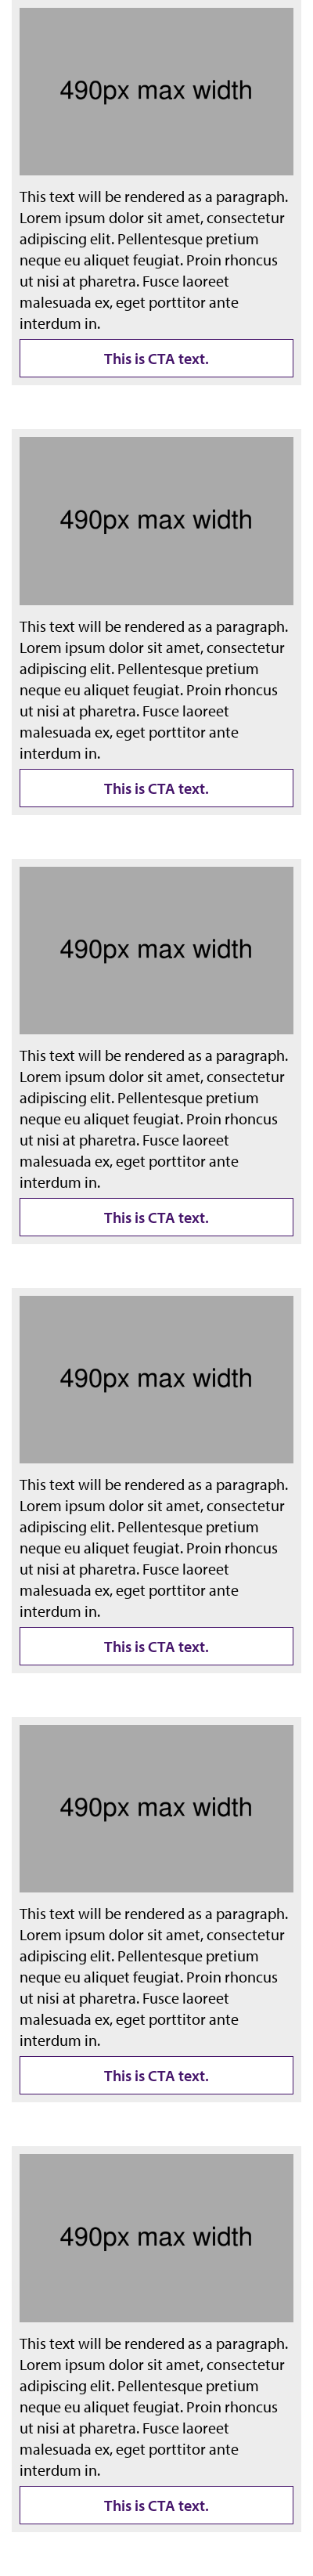 490px max width
This text will be rendered as a paragraph.
Lorem ipsum dolor sit amet, consectetur
adipiscing elit. Pellentesque pretium
neque eu aliquet feugiat. Proin rhoncus
ut nisi at pharetra. Fusce laoreet
malesuada ex, eget porttitor ante
interdum in.
This is CTA text.
490px max width
This text will be rendered as a paragraph.
Lorem ipsum dolor sit amet, consectetur
adipiscing elit. Pellentesque pretium
neque eu aliquet feugiat. Proin rhoncus
ut nisi at pharetra. Fusce laoreet
malesuada ex, eget porttitor ante
interdum in.
This is CTA text.
490px max width
This text will be rendered as a paragraph.
Lorem ipsum dolor sit amet, consectetur
adipiscing elit. Pellentesque pretium
neque eu aliquet feugiat. Proin rhoncus
ut nisi at pharetra. Fusce laoreet
malesuada ex, eget porttitor ante
interdum in.
This is CTA text.
490px max width
This text will be rendered as a paragraph.
Lorem ipsum dolor sit amet, consectetur
adipiscing elit. Pellentesque pretium
neque eu aliquet feugiat. Proin rhoncus
ut nisi at pharetra. Fusce laoreet
malesuada ex, eget porttitor ante
interdum in.
This is CTA text.
490px max width
This text will be rendered as a paragraph.
Lorem ipsum dolor sit amet, consectetur
adipiscing elit. Pellentesque pretium
neque eu aliquet feugiat. Proin rhoncus
ut nisi at pharetra. Fusce laoreet
malesuada ex, eget porttitor ante
interdum in.
This is CTA text.
490px max width
This text will be rendered as a paragraph.
Lorem ipsum dolor sit amet, consectetur
adipiscing elit. Pellentesque pretium
neque eu aliquet feugiat. Proin rhoncus
ut nisi at pharetra. Fusce laoreet
malesuada ex, eget porttitor ante
interdum in.
This is CTA text.